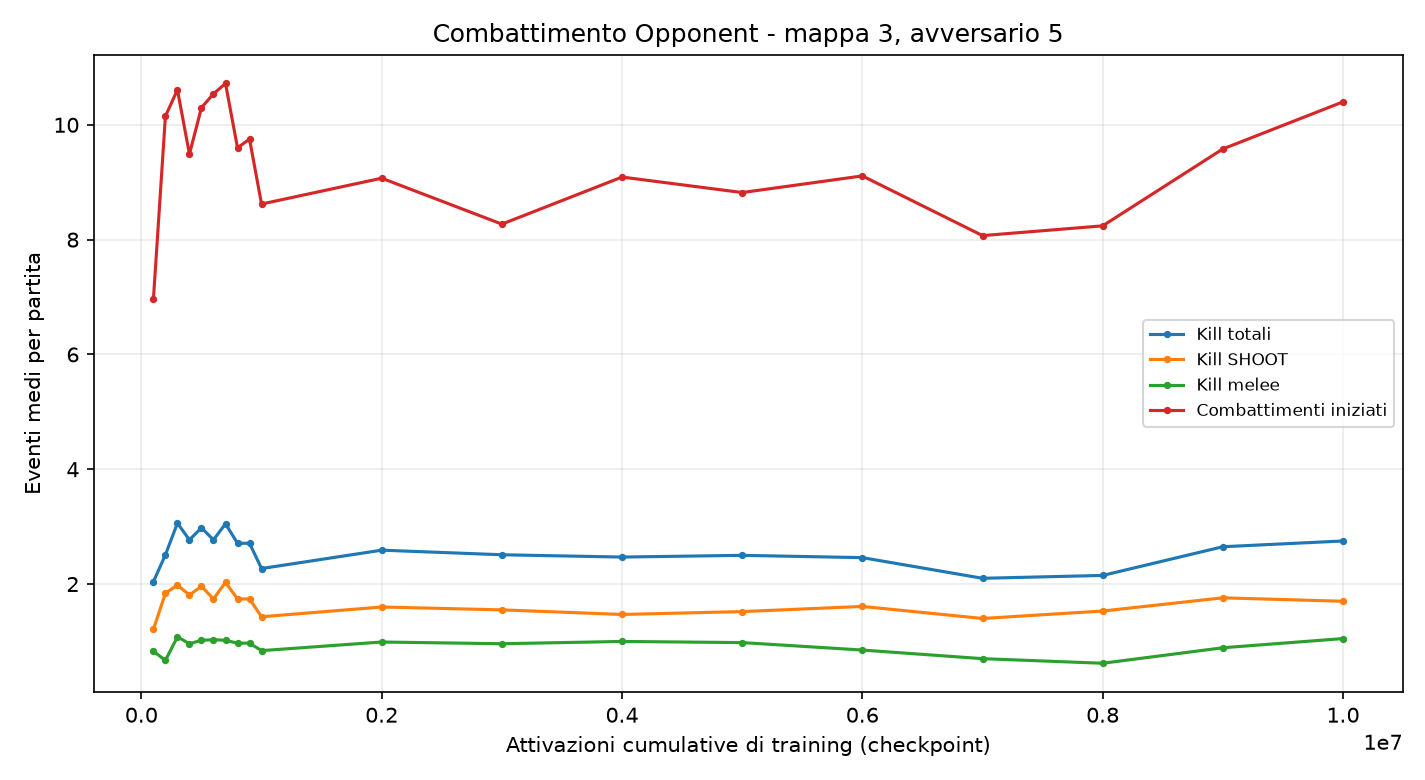 Combattimento Opponent - mappa 3, avversario 5
Eventi medi per partita
10
8
6
4
2
Kill totali
Kill SHOOT
Kill melee
Combattimenti iniziati
0.0 0.2 0.4 0.6 0.8 1.0
1e7
Attivazioni cumulative di training (checkpoint)